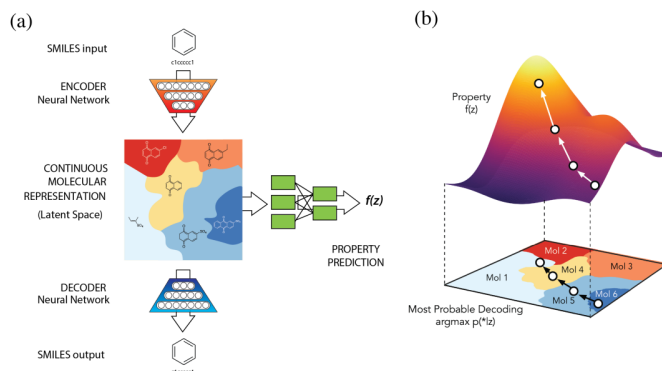 (a)
SMILES input
c1ccccc1
ENCODER
Neural Network
CONTINUOUS
MOLECULAR
REPRESENTATION
(Latent Space)
f(z)
PROPERTY
PREDICTION
DECODER
Neural Network
SMILES output
(b)
Property
f(z)
Mol 2
Mol 1
Mol 4
Mol 3
Mol 5
Mol 6
Most Probable Decoding
argmax p(*|z)